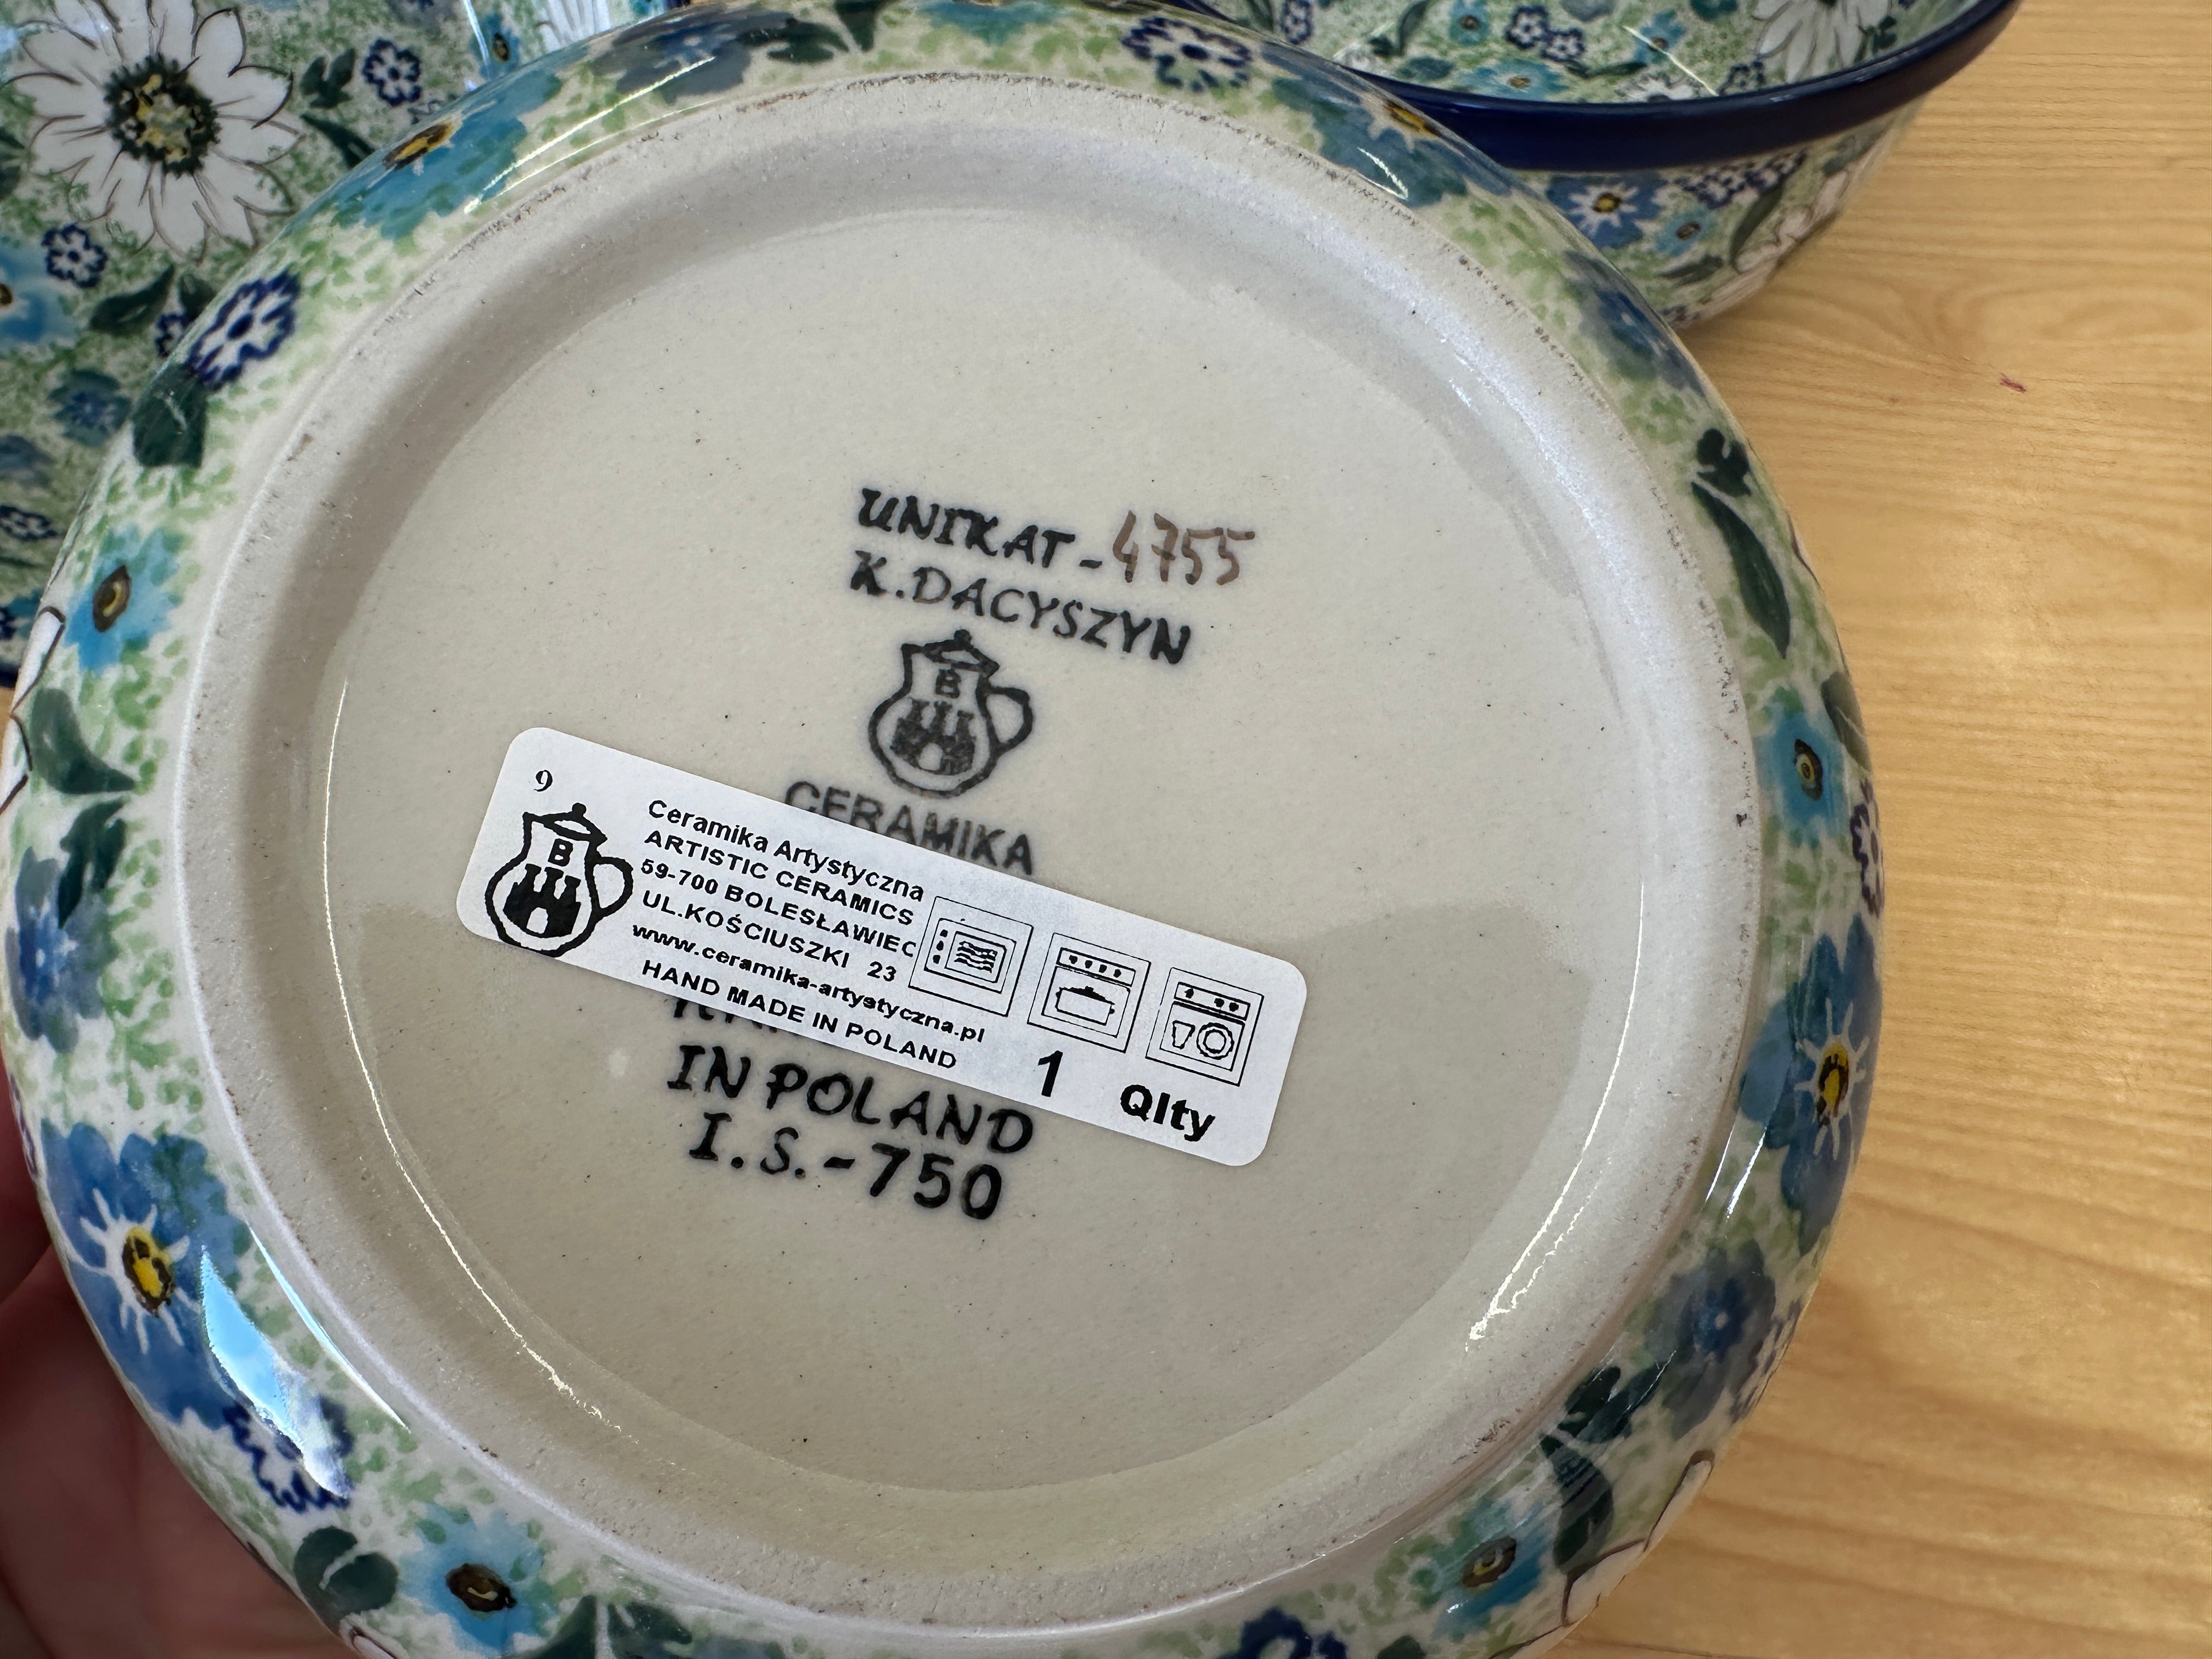 UNIKAT-4755
K.DACYSZYN
B
CERAMIKA
9
B
Ceramika Artystyczna
ARTISTIC CERAMICS
59-700 BOLESŁAWIEC
UL.KOŚCIUSZKI 23
www.ceramika-artystyczna.pl
HAND MADE IN POLAND
1 Qlty
IN POLAND
I.S.-750